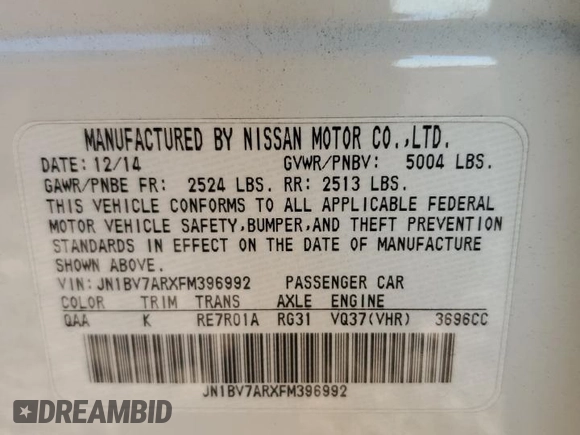 MANUFACTURED BY NISSAN MOTOR CO.,LTD.
DATE: 12/14 GVWR/PNBV: 5004 LBS.
GAWR/PNBE FR: 2524 LBS. RR: 2513 LBS.
THIS VEHICLE CONFORMS TO ALL APPLICABLE FEDERAL
MOTOR VEHICLE SAFETY,BUMPER,AND THEFT PREVENTION
STANDARDS IN EFFECT ON THE DATE OF MANUFACTURE
SHOWN ABOVE.
VIN: JN1BV7ARXFM396992 PASSENGER CAR
COLOR TRIM TRANS AXLE ENGINE
QAA K RE7R01A RG31 VQ37(VHR) 3696CC
JN1BV7ARXFM396992
DREAMBID